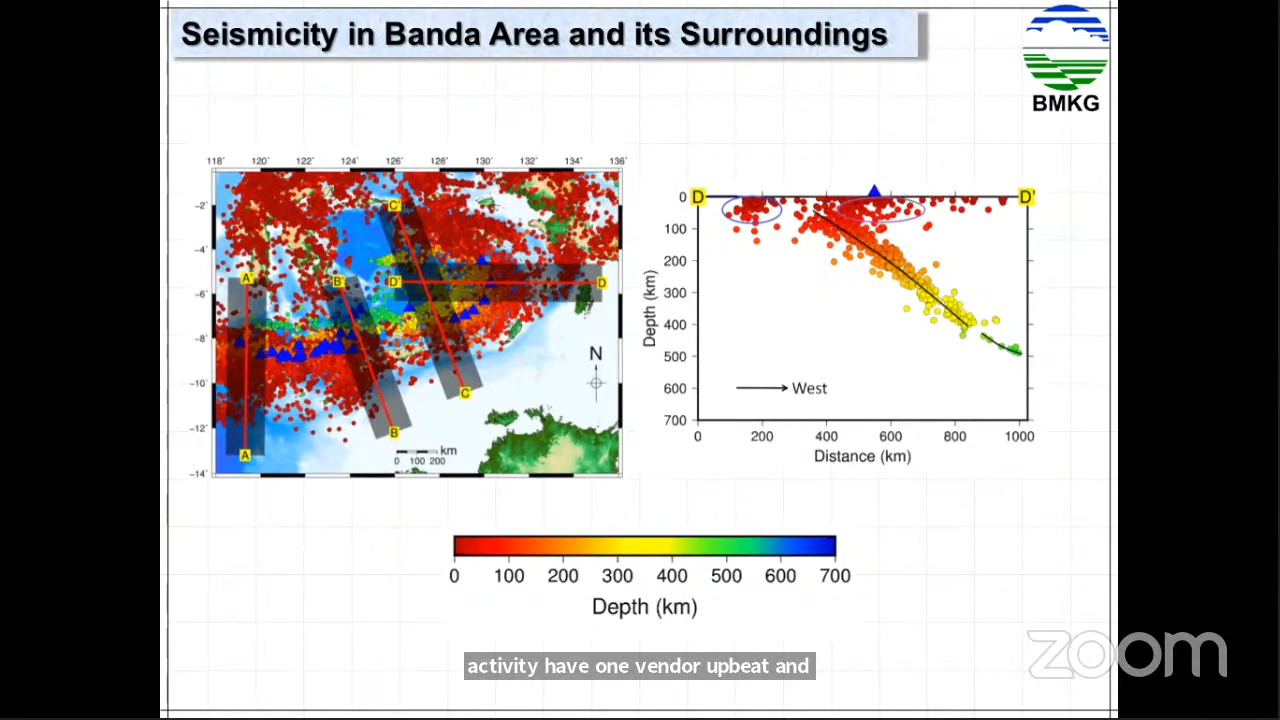 Seismicity in Banda Area and its Surroundings
BMKG
118° 120° 122° 124° 126° 128° 130° 132° 134° 136°
-2°
-4°
-6°
-8°
-10°
-12°
-14°
A'
B'
C'
D'
D
A
B
C
N
km
0 100 200
D
D'
0
100
200
300
400
500
600
700
Depth (km)
West
0 200 400 600 800 1000
Distance (km)
0 100 200 300 400 500 600 700
Depth (km)
activity have one vendor upbeat and
zoom